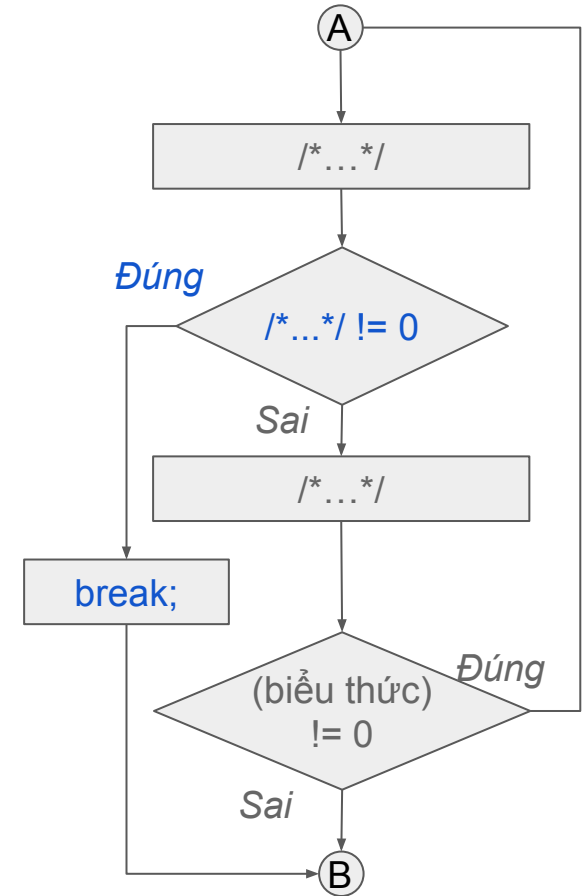 A
/*…*/
Đúng
/*...*/ != 0
Sai
/*…*/
break;
(biểu thức)
!= 0
Đúng
Sai
B